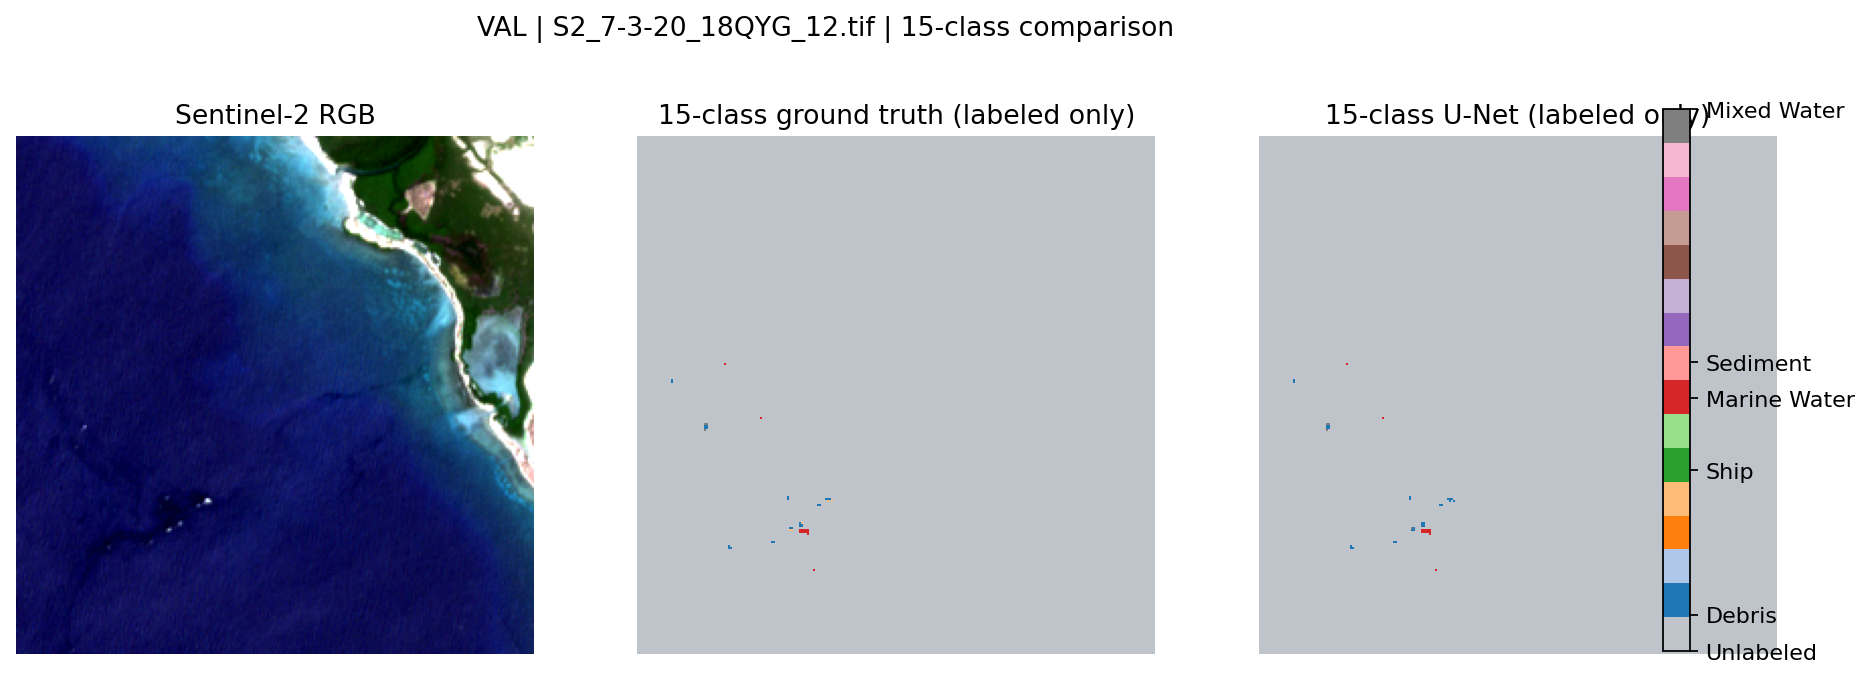 VAL | S2_7-3-20_18QYG_12.tif | 15-class comparison
Sentinel-2 RGB
15-class ground truth (labeled only)
15-class U-Net (labeled only)
Mixed Water
Sediment
Marine Water
Ship
Debris
Unlabeled